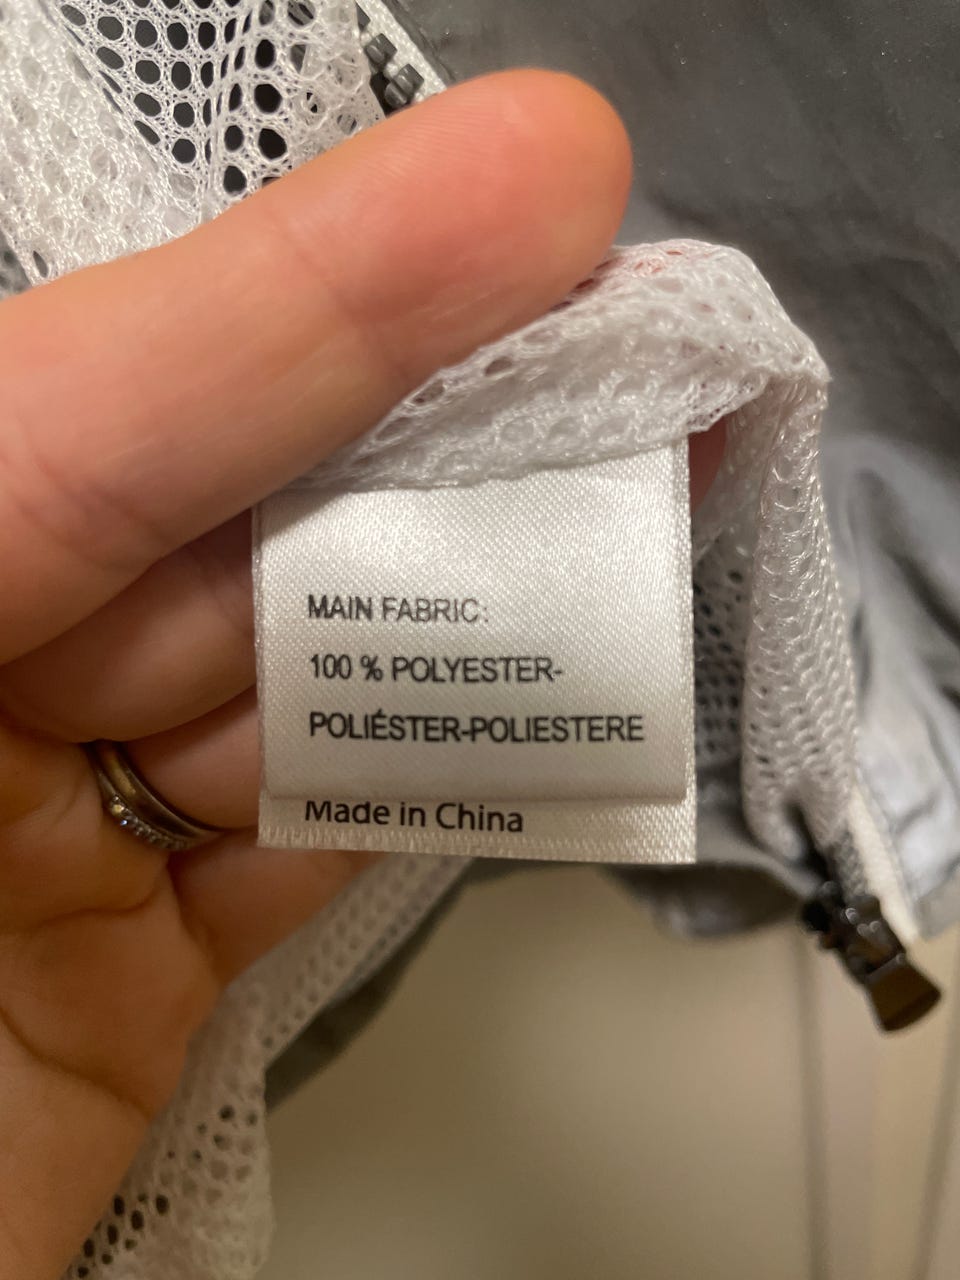 MAIN FABRIC:
100 % POLYESTER-
POLIÉSTER-POLIESTERE
Made in China